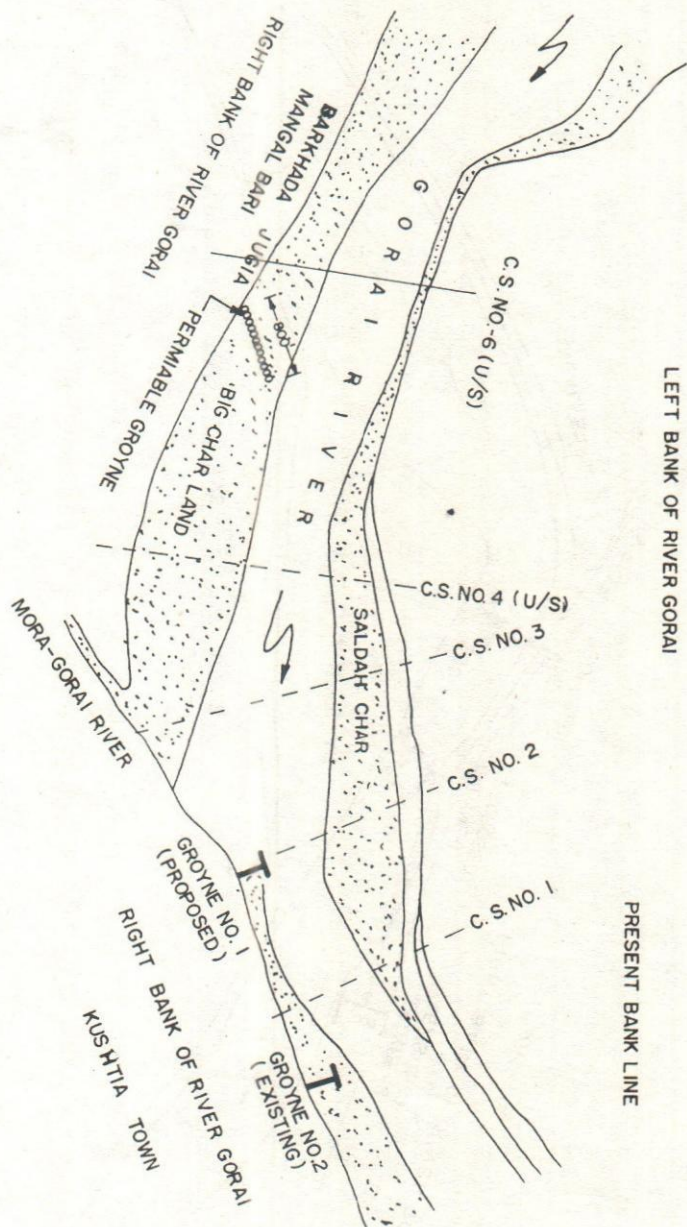 LEFT BANK OF RIVER GORAI
PRESENT BANK LINE
C.S. NO.-6 (U/S)
C.S. NO. 4 (U/S)
C.S. NO. 3
C.S. NO. 2
C.S. NO. 1
GORAI RIVER
SALDAH CHAR
RIGHT BANK OF RIVER GORAI
BARKHADA
MANGAL BARI JUGIA
800'
PERMIABLE GROYNE
BIG CHAR LAND
MORA-GORAI RIVER
GROYNE NO. 1
(PROPOSED)
GROYNE NO.2
(EXISTING)
RIGHT BANK OF RIVER GORAI
KUSHTIA TOWN